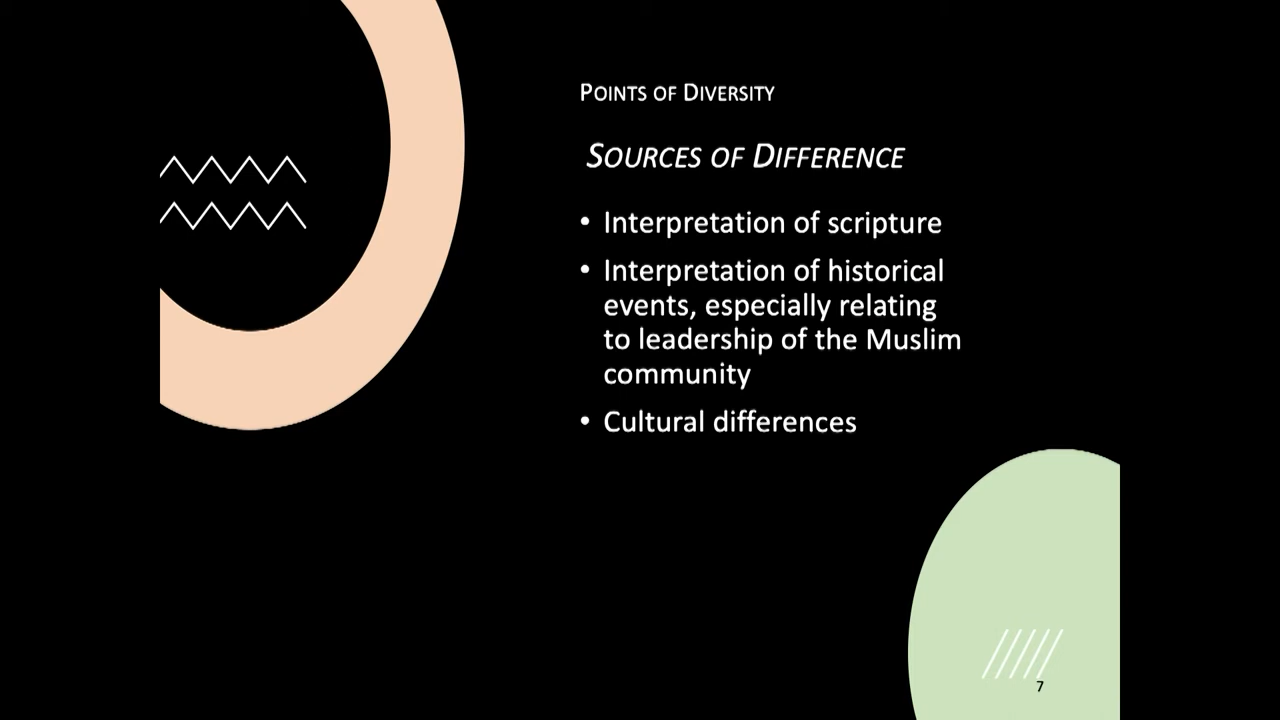 Points of Diversity
Sources of Difference
• Interpretation of scripture
• Interpretation of historical
events, especially relating
to leadership of the Muslim
community
• Cultural differences
7